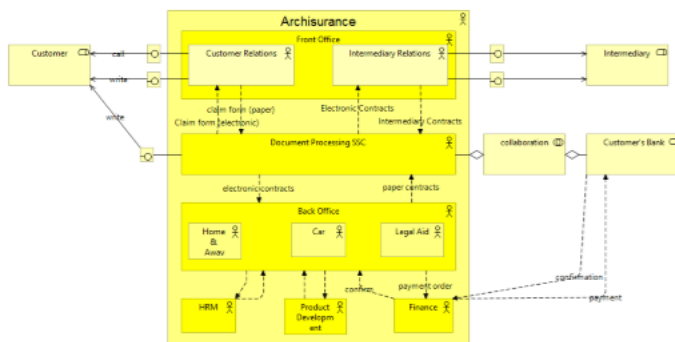 Archisurance
Front Office
Customer
call
Customer Relations
Intermediary Relations
Intermediary
write
claim form (paper)
Electronic Contracts
write
Claim form (electronic)
Intermediary Contracts
Document Processing SSC
collaboration
Customer's Bank
electronic contracts
paper contracts
Back Office
Home
&
Away
Car
Legal Aid
confirmation
payment order
confirm
payment
HRM
Product
Developm
ent
Finance